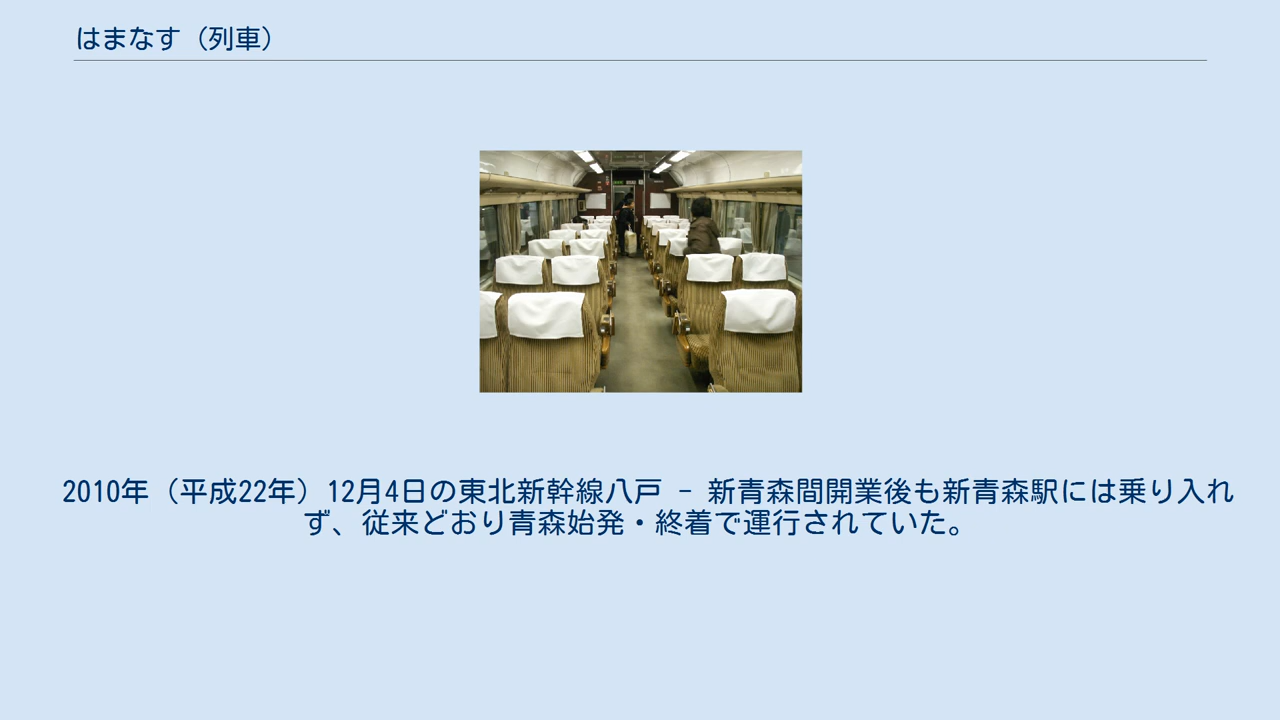 はまなす（列車）
2010年（平成22年）12月4日の東北新幹線八戸 - 新青森間開業後も新青森駅には乗り入れ
ず、従来どおり青森始発・終着で運行されていた。